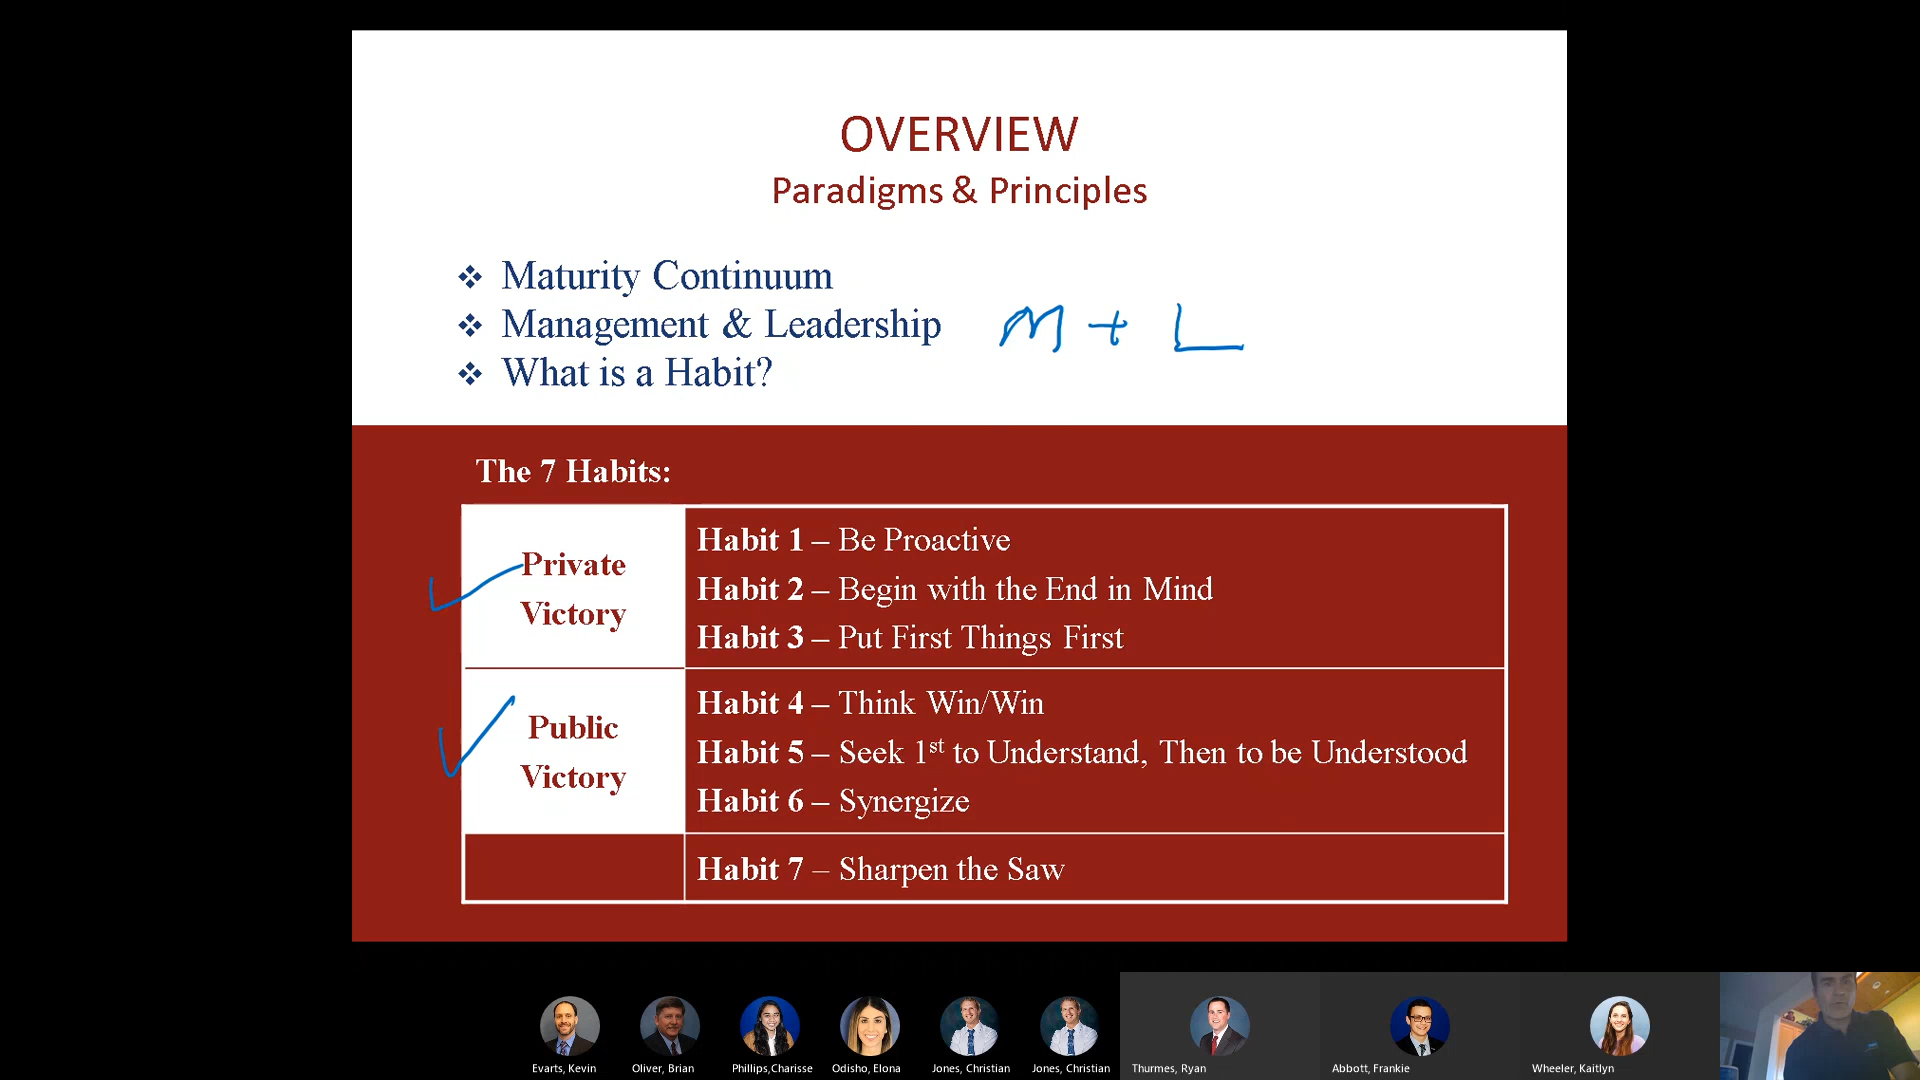 OVERVIEW
Paradigms & Principles
❖ Maturity Continuum
❖ Management & Leadership M + L
❖ What is a Habit?
The 7 Habits:
Private
Victory
Habit 1 – Be Proactive
Habit 2 – Begin with the End in Mind
Habit 3 – Put First Things First
Public
Victory
Habit 4 – Think Win/Win
Habit 5 – Seek 1st to Understand, Then to be Understood
Habit 6 – Synergize
Habit 7 – Sharpen the Saw
Evarts, Kevin
Oliver, Brian
Phillips,Charisse
Odisho, Elona
Jones, Christian
Jones, Christian
Thurmes, Ryan
Abbott, Frankie
Wheeler, Kaitlyn